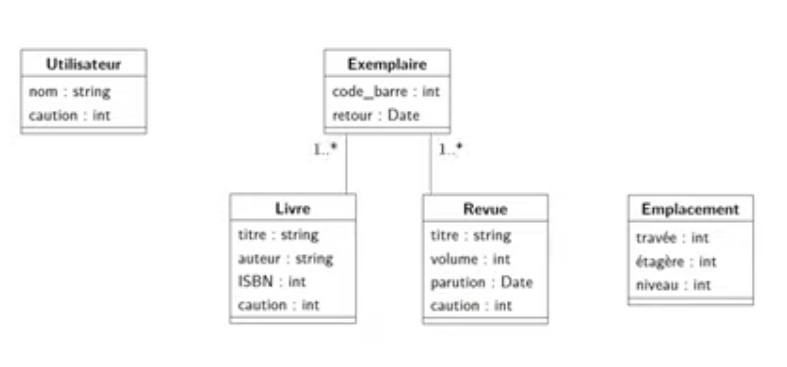 Utilisateur
nom : string
caution : int
Exemplaire
code_barre : int
retour : Date
1..*
1..*
Livre
titre : string
auteur : string
ISBN : int
caution : int
Revue
titre : string
volume : int
parution : Date
caution : int
Emplacement
travée : int
étagère : int
niveau : int